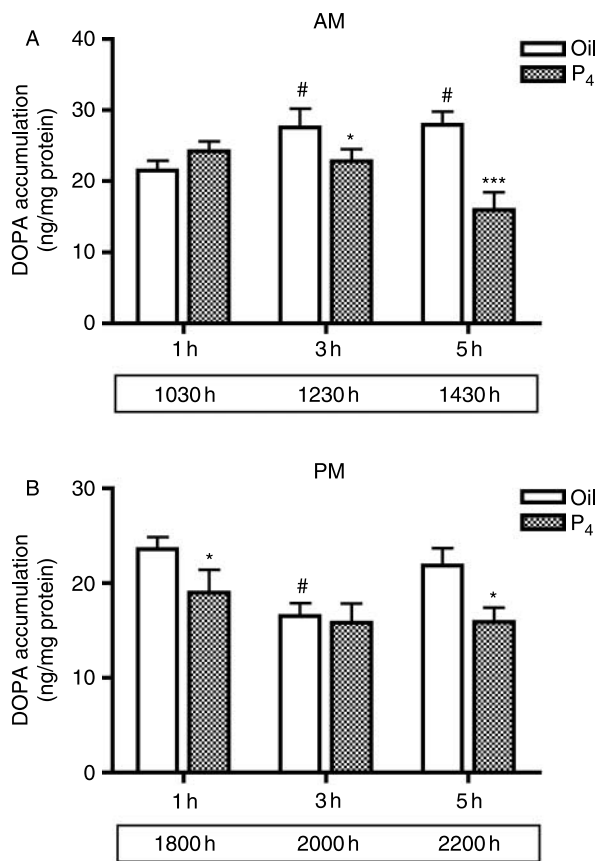 A
AM
Oil
P4
DOPA accumulation
(ng/mg protein)
40
30
20
10
0
#
*
#
***
1 h
3 h
5 h
1030 h
1230 h
1430 h
B
PM
Oil
P4
DOPA accumulation
(ng/mg protein)
30
20
10
0
*
#
*
1 h
3 h
5 h
1800 h
2000 h
2200 h